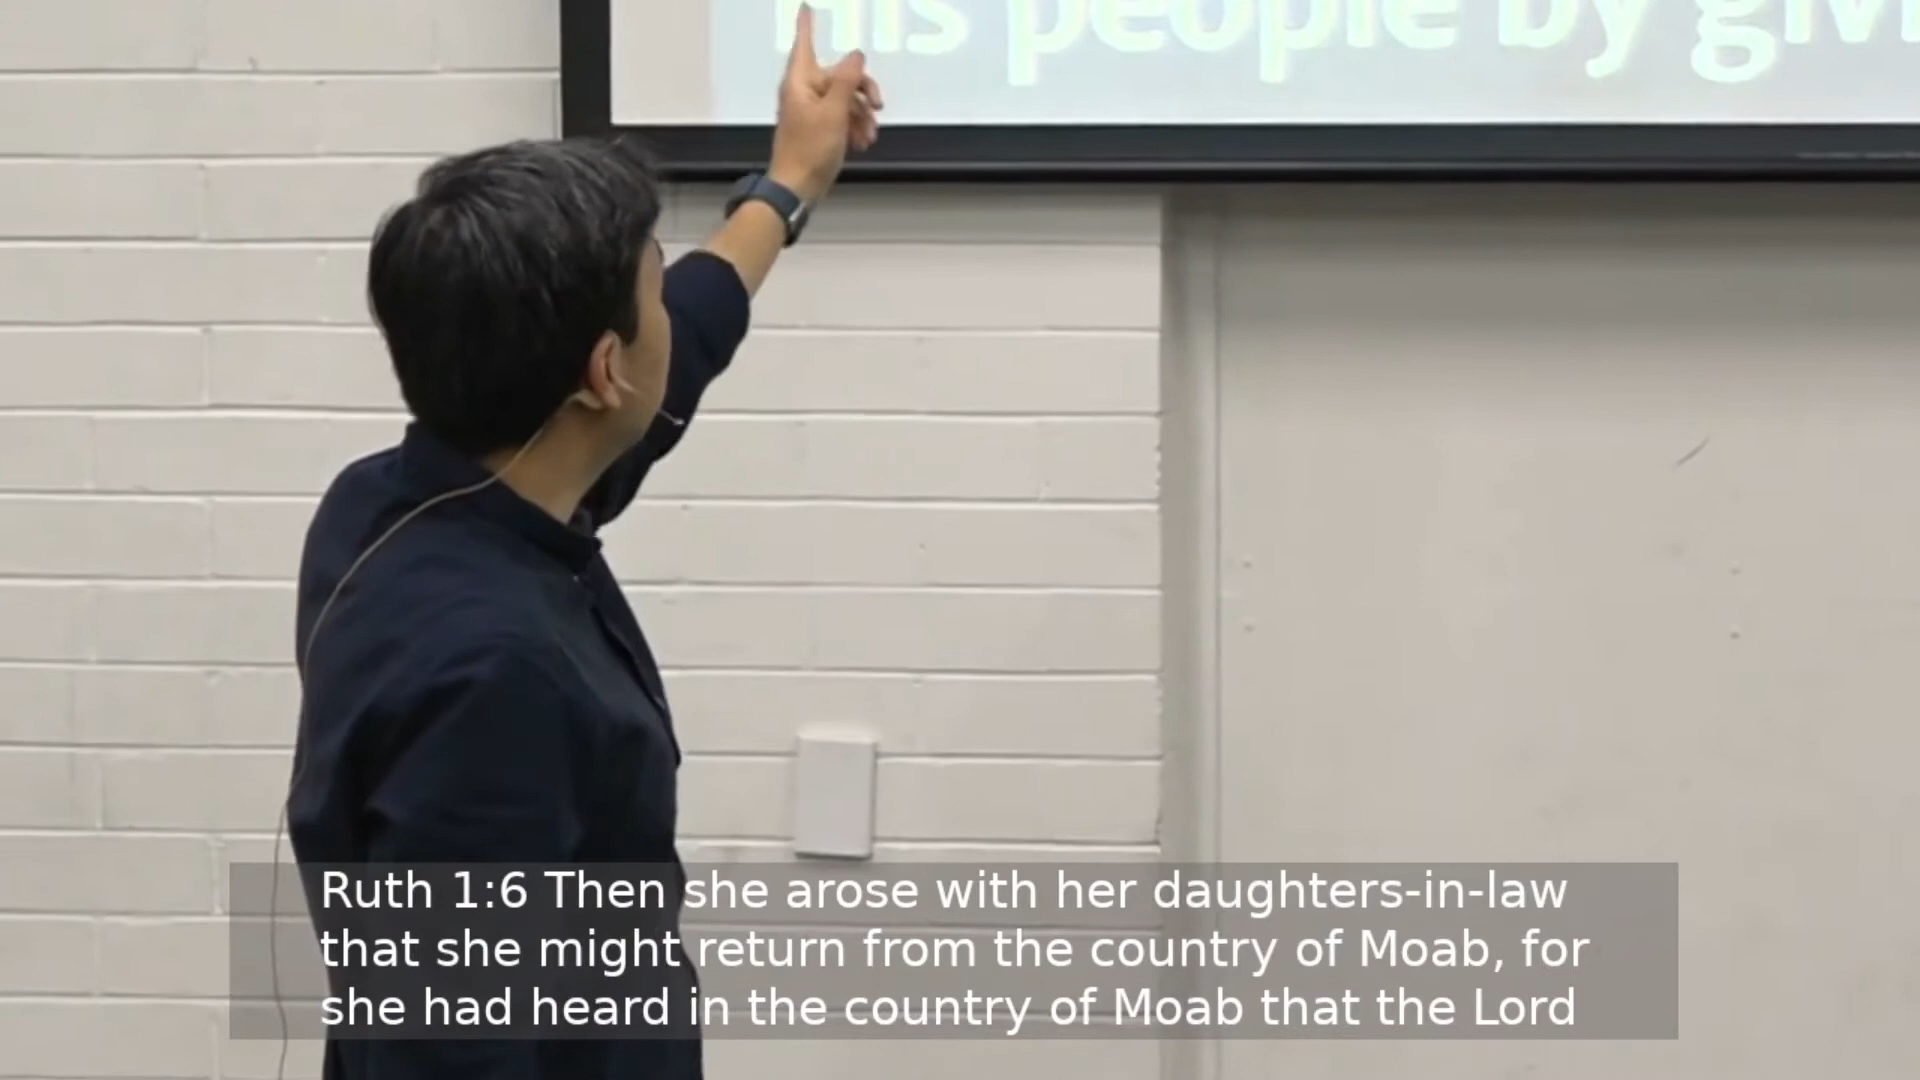 His people by givi
Ruth 1:6 Then she arose with her daughters-in-law
that she might return from the country of Moab, for
she had heard in the country of Moab that the Lord